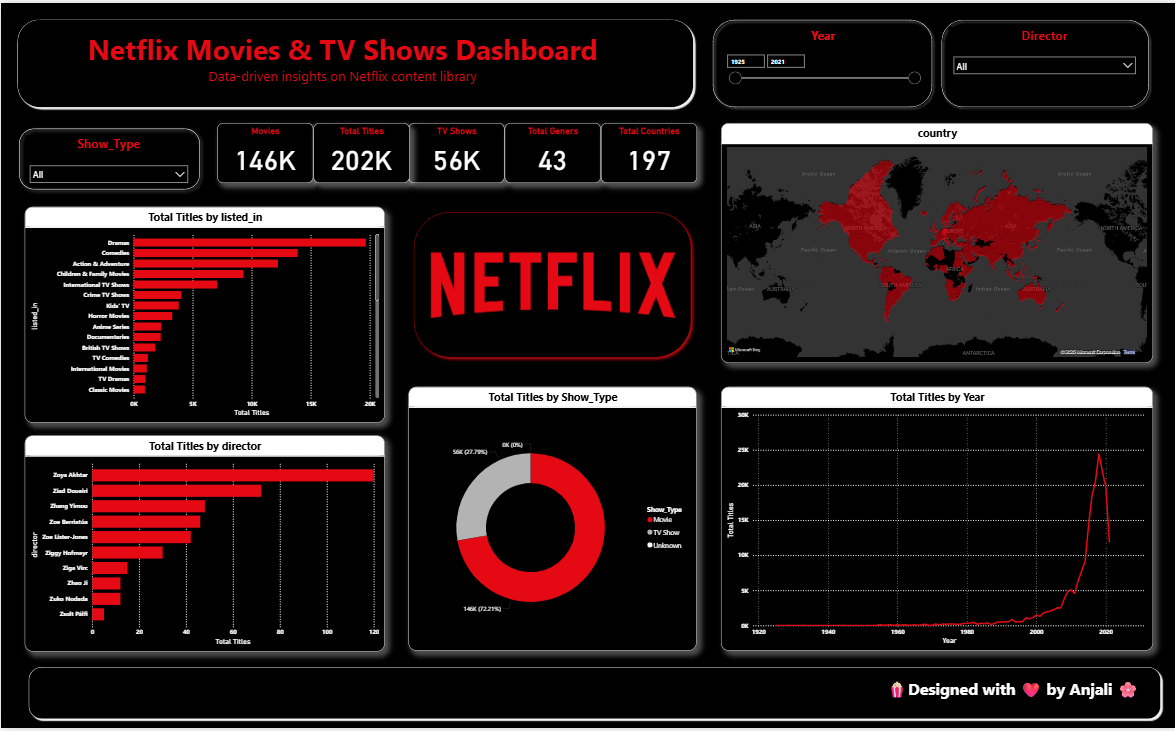 Netflix Movies & TV Shows Dashboard
Data-driven insights on Netflix content library
Year
1925 2021
Director
All
Show_Type
All
Movies
146K
Total Titles
202K
TV Shows
56K
Total Geners
43
Total Countries
197
country
Arctic Ocean
Arctic Ocean
NORTH AMERICA
EUROPE
ASIA
ASIA
NORTH AMERICA
Pacific Ocean
Atlantic Ocean
Pacific Ocean
AFRICA
SOUTH AMERICA
Indian Ocean
AUSTRALIA
AUSTRALIA
ANTARCTICA
Microsoft Bing
©2025 Microsoft Corporation Terms
Total Titles by listed_in
listed_in
Dramas
Comedies
Action & Adventure
Children & Family Movies
International TV Shows
Crime TV Shows
Kids' TV
Horror Movies
Anime Series
Documentaries
British TV Shows
TV Comedies
International Movies
TV Dramas
Classic Movies
0K 5K 10K 15K 20K
Total Titles
NETFLIX
Total Titles by director
director
Zoya Akhtar
Ziad Doueiri
Zhang Yimou
Zoe Berriatúa
Zoe Lister-Jones
Ziggy Hofmeyr
Ziga Virc
Zhao Ji
Zuko Nodada
Zsolt Pálfi
0 20 40 60 80 100 120
Total Titles
Total Titles by Show_Type
0K (0%)
56K (27.79%)
146K (72.21%)
Show_Type
Movie
TV Show
Unknown
Total Titles by Year
Total Titles
30K
25K
20K
15K
10K
5K
0K
1920 1940 1960 1980 2000 2020
Year
🍿 Designed with 💗 by Anjali 🌸